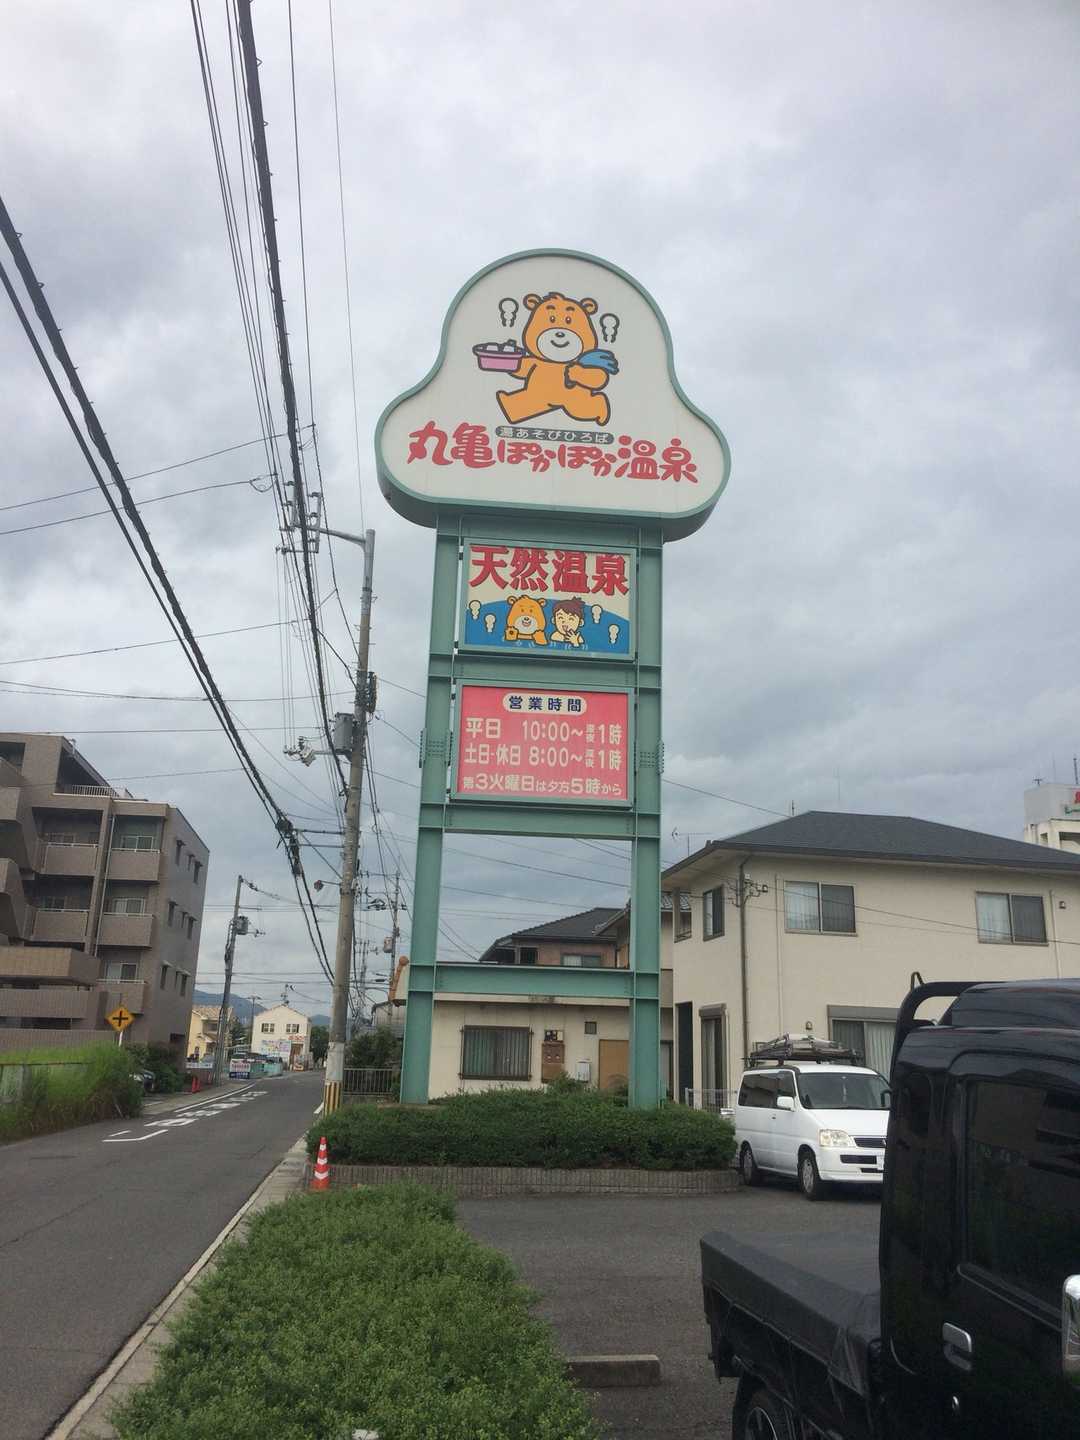 湯あそびひろば
丸亀ぽかぽか温泉
天然温泉
営業時間
平日 10:00～深夜1時
土日・休日 8:00～深夜1時
第3火曜日は夕方5時から